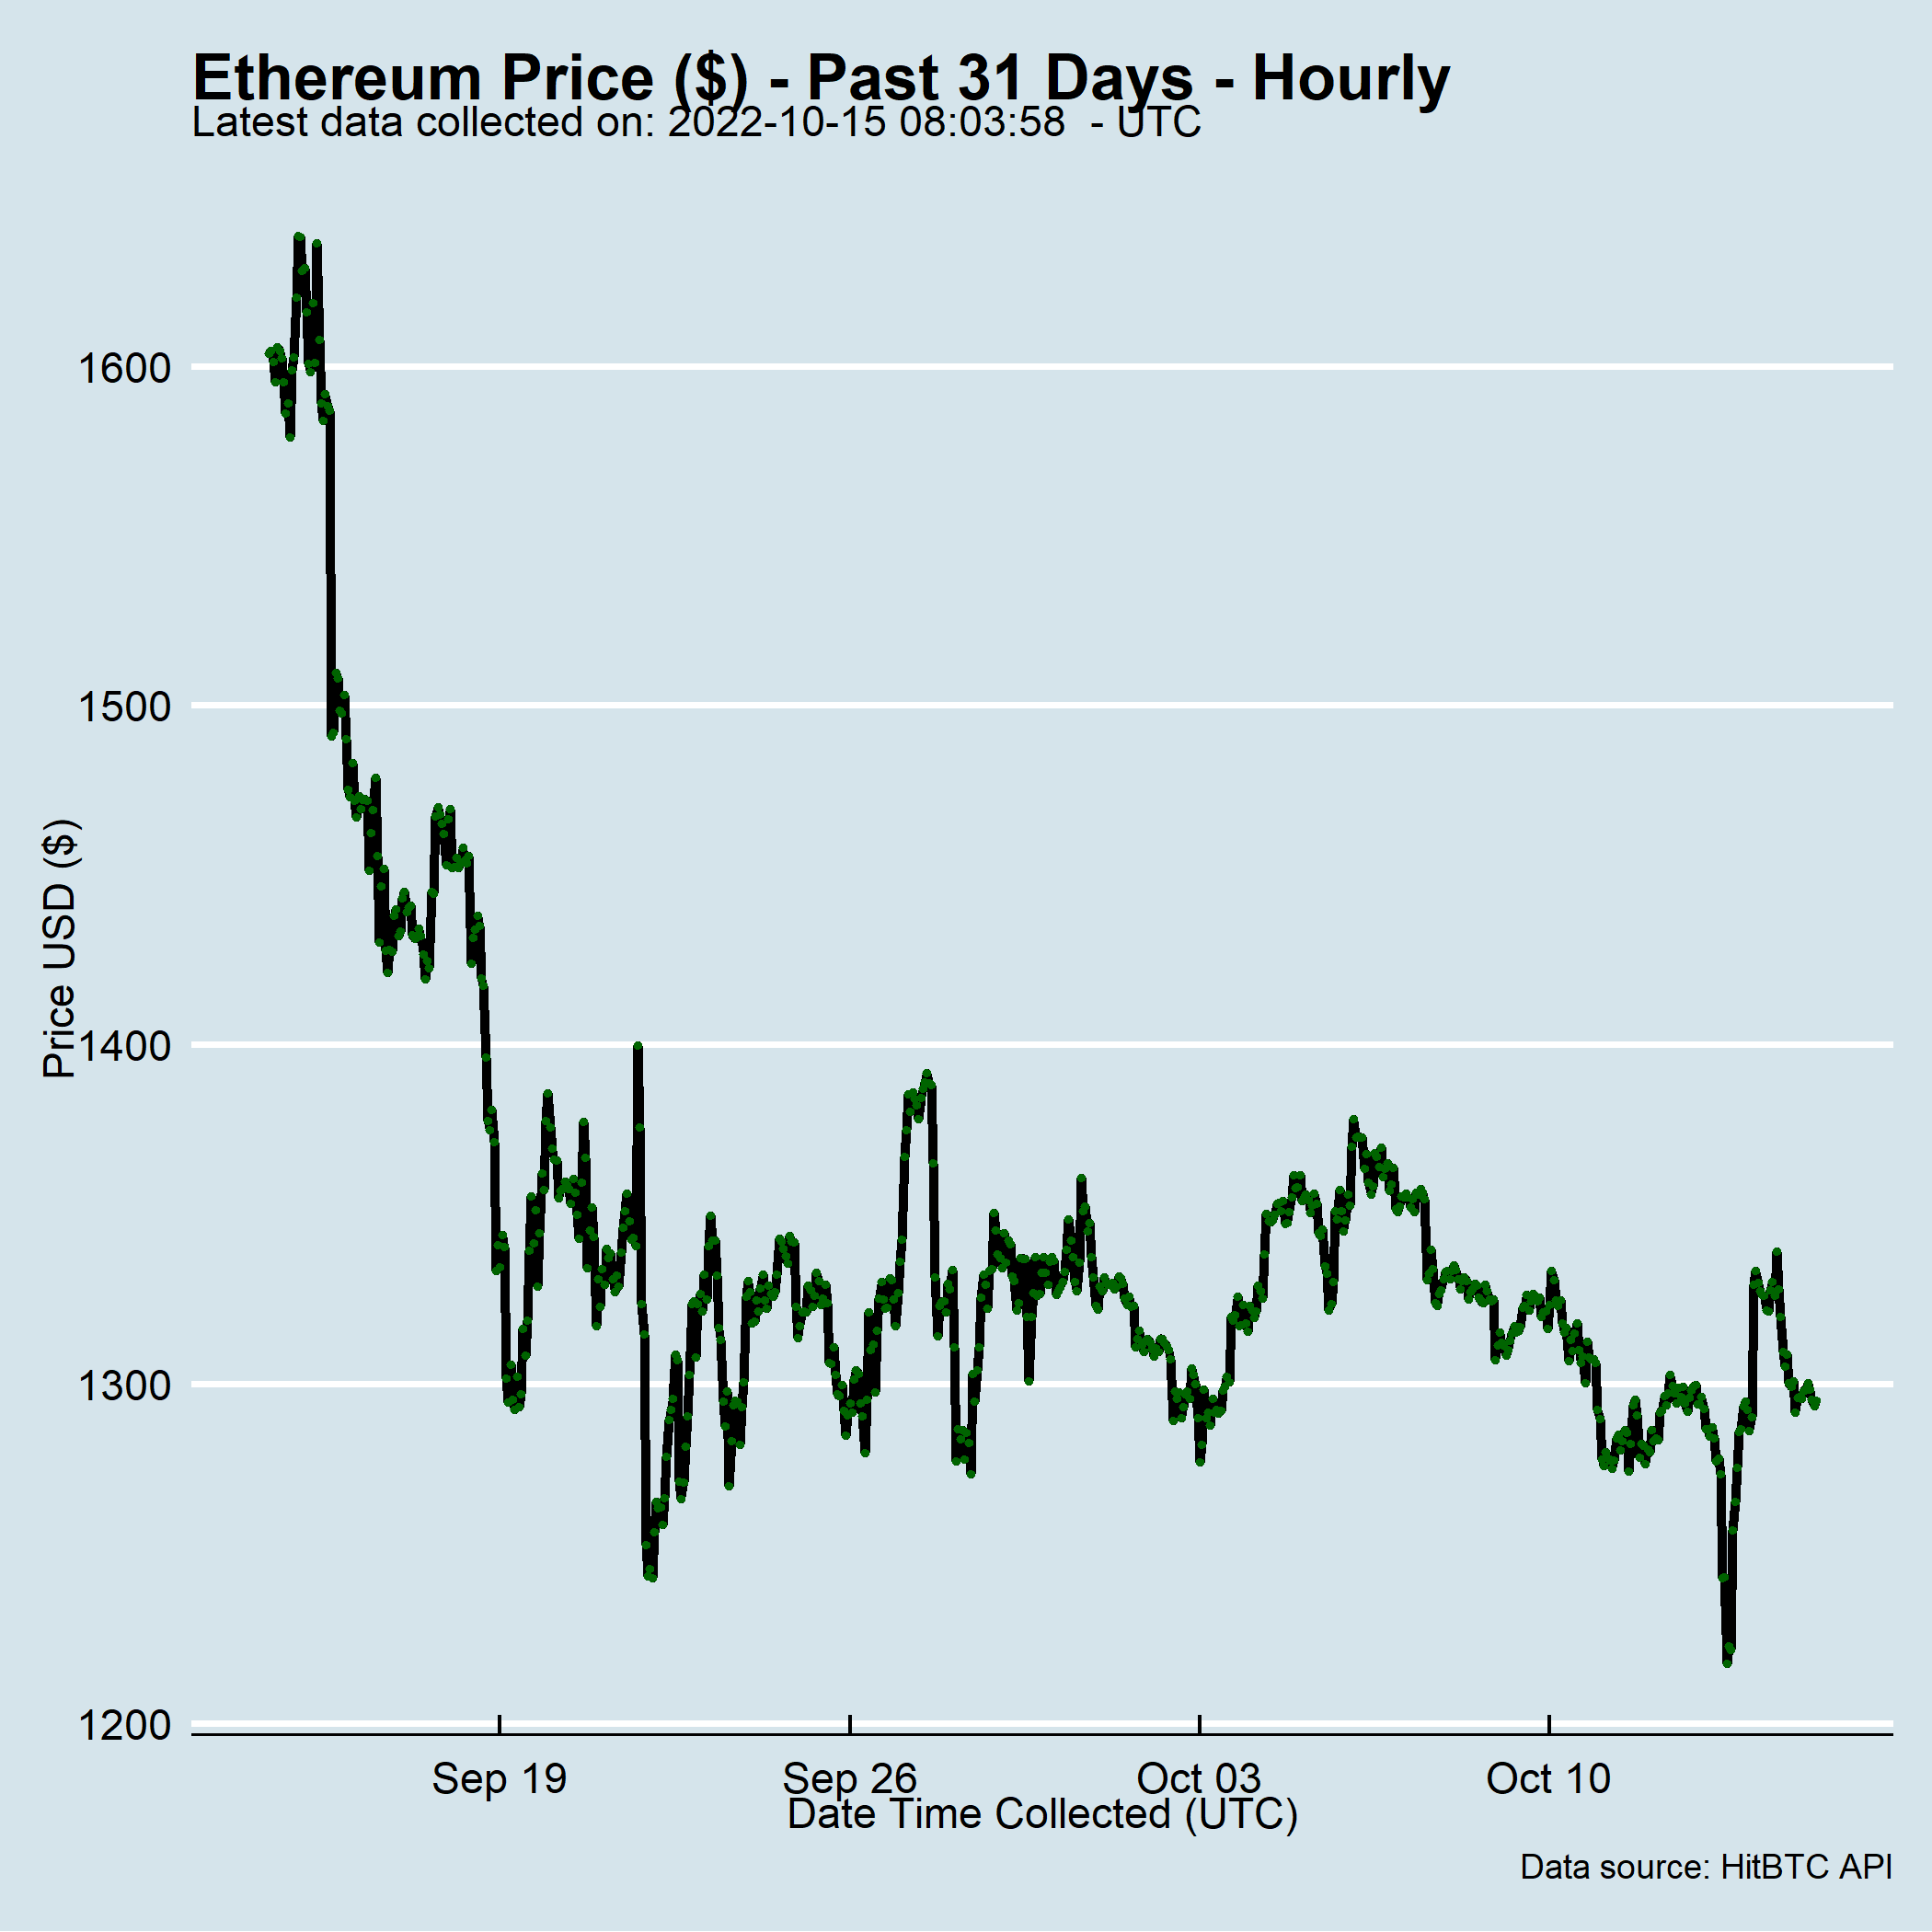 Ethereum Price ($) - Past 31 Days - Hourly
Latest data collected on: 2022-10-15 08:03:58  - UTC
Price USD ($)
1600
1500
1400
1300
1200
Sep 19
Sep 26
Oct 03
Oct 10
Date Time Collected (UTC)
Data source: HitBTC API